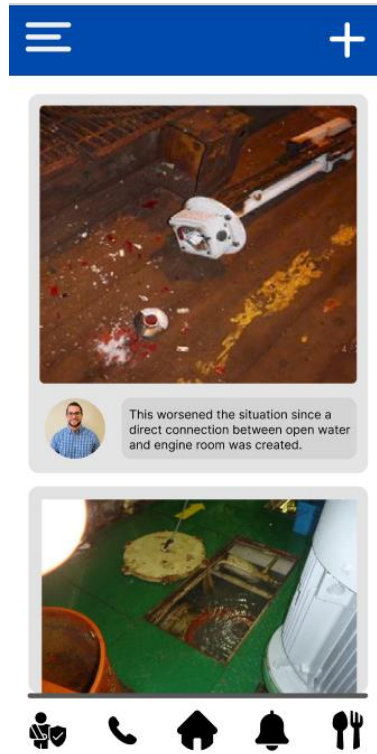 This worsened the situation since a
direct connection between open water
and engine room was created.